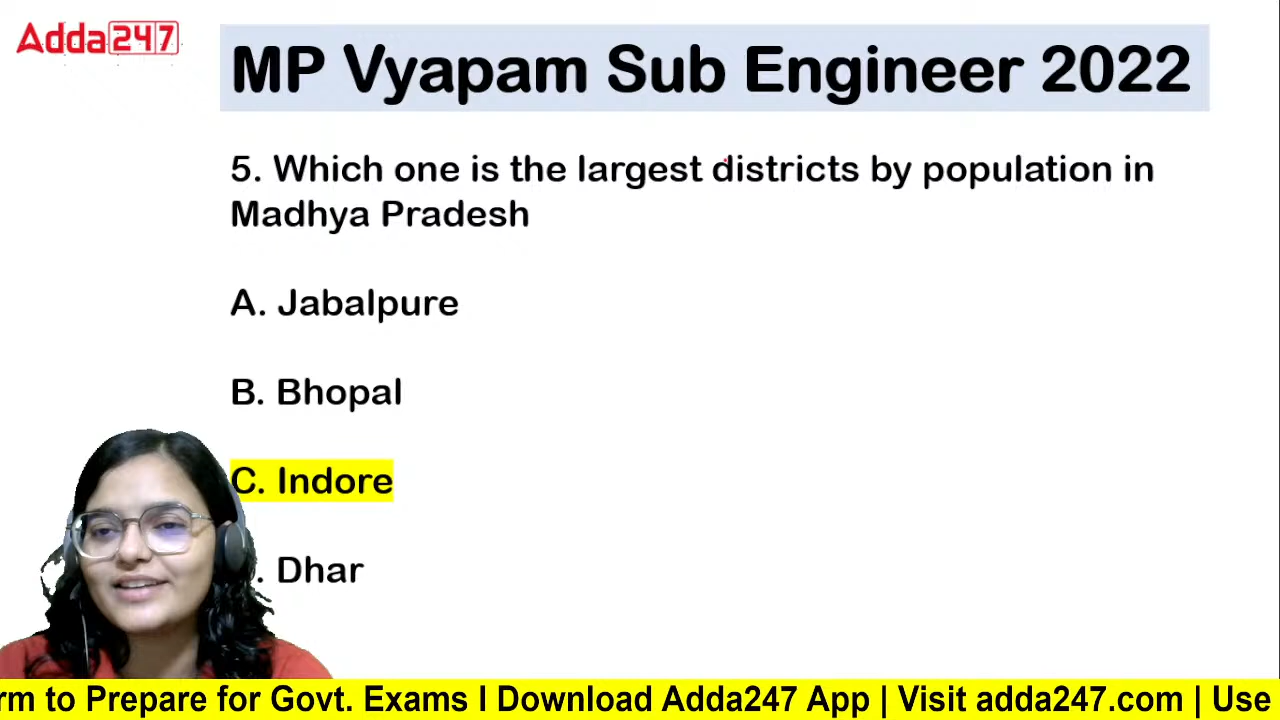 Adda247
MP Vyapam Sub Engineer 2022
5. Which one is the largest districts by population in
Madhya Pradesh
A. Jabalpure
B. Bhopal
C. Indore
. Dhar
to Prepare for Govt. Exams I Download Adda247 App | Visit adda247.com | Use